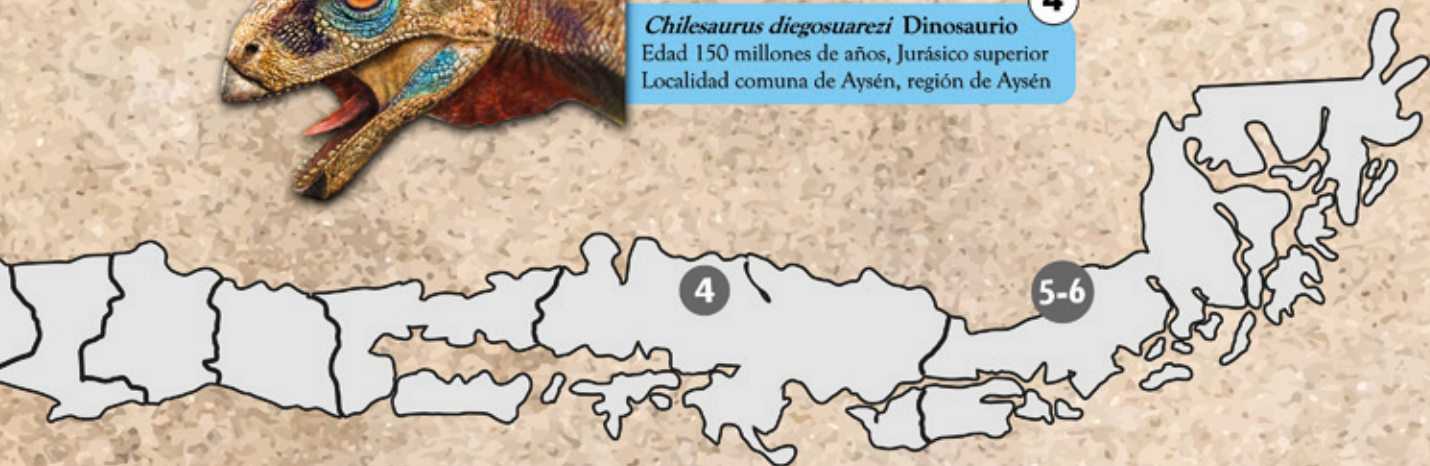 4
Chilesaurus diegosuarezi Dinosaurio
Edad 150 millones de años, Jurásico superior
Localidad comuna de Aysén, región de Aysén
4
5-6